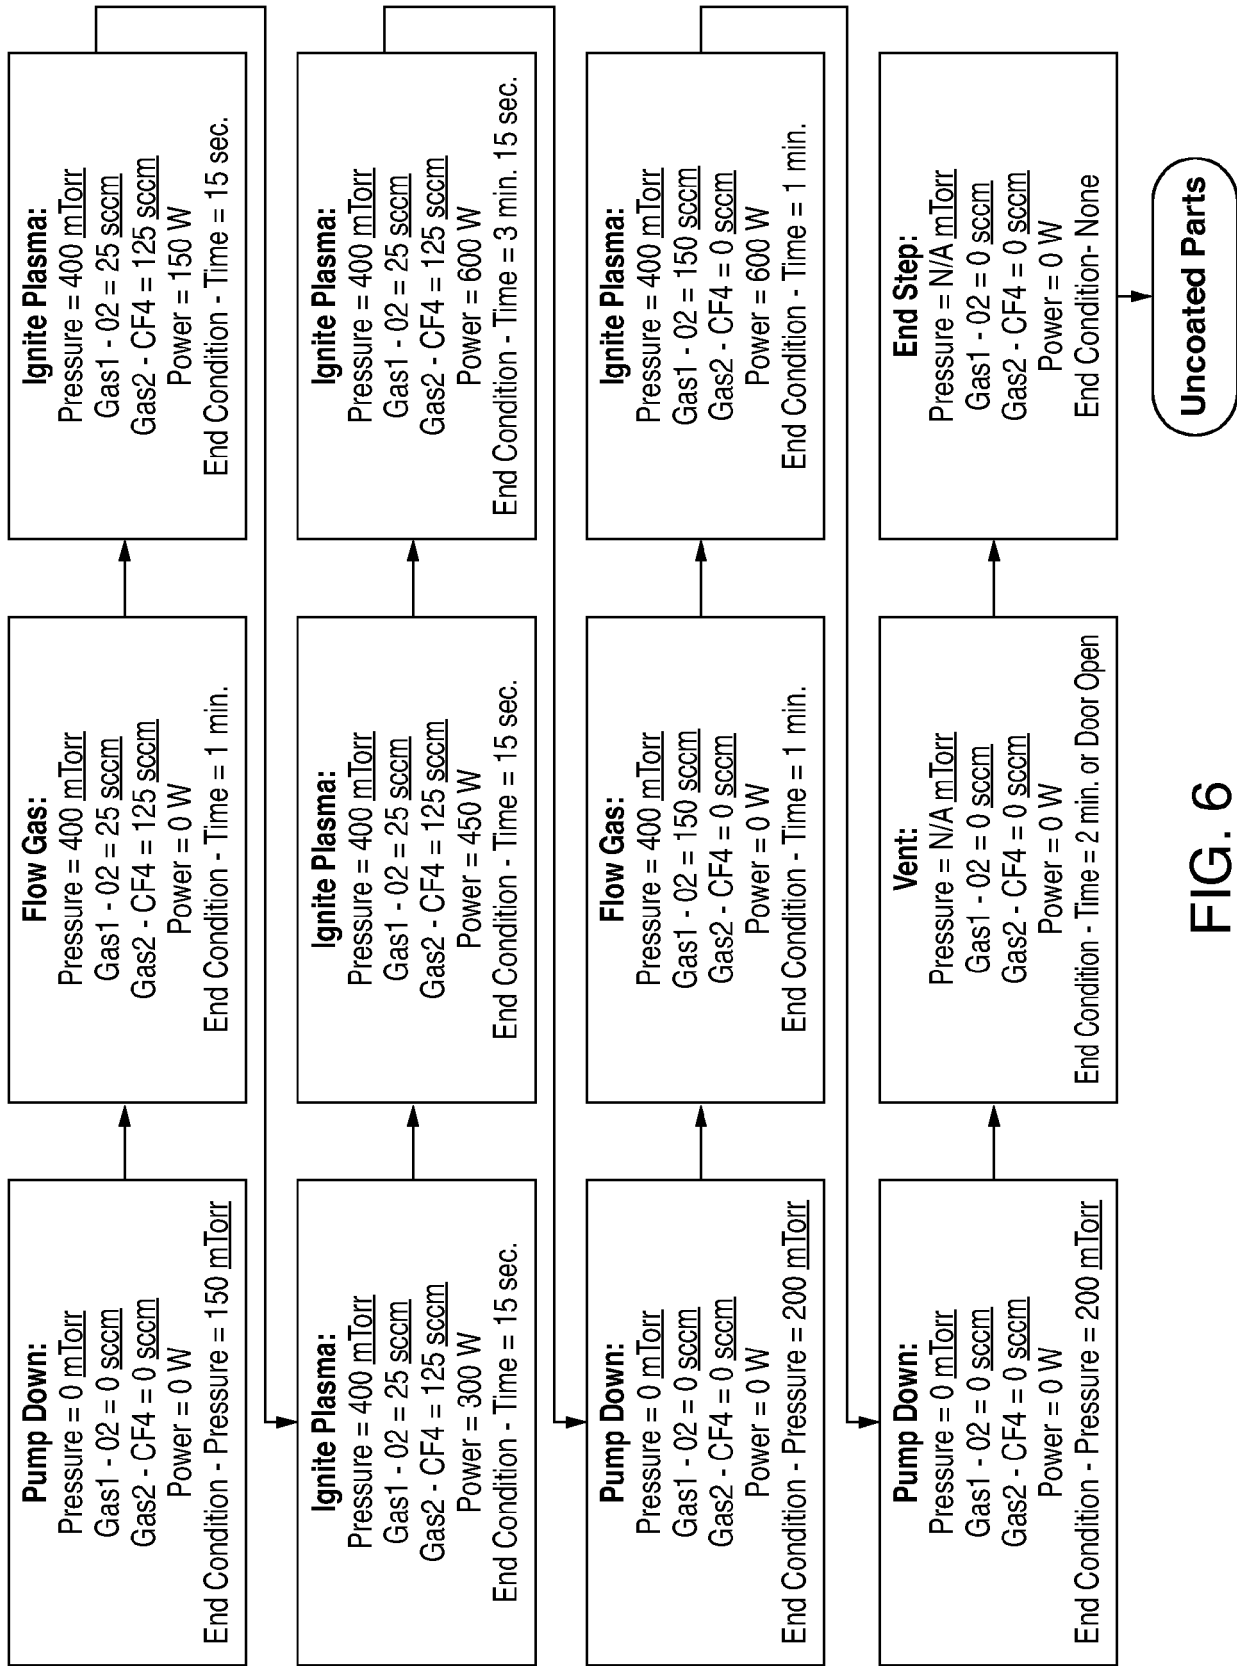 Pump Down:
Pressure = 0 mTorr
Gas1 - 02 = 0 sccm
Gas2 - CF4 = 0 sccm
Power = 0 W
End Condition - Pressure = 150 mTorr
Flow Gas:
Pressure = 400 mTorr
Gas1 - 02 = 25 sccm
Gas2 - CF4 = 125 sccm
Power = 0 W
End Condition - Time = 1 min.
Ignite Plasma:
Pressure = 400 mTorr
Gas1 - 02 = 25 sccm
Gas2 - CF4 = 125 sccm
Power = 150 W
End Condition - Time = 15 sec.
Ignite Plasma:
Pressure = 400 mTorr
Gas1 - 02 = 25 sccm
Gas2 - CF4 = 125 sccm
Power = 300 W
End Condition - Time = 15 sec.
Ignite Plasma:
Pressure = 400 mTorr
Gas1 - 02 = 25 sccm
Gas2 - CF4 = 125 sccm
Power = 450 W
End Condition - Time = 15 sec.
Ignite Plasma:
Pressure = 400 mTorr
Gas1 - 02 = 25 sccm
Gas2 - CF4 = 125 sccm
Power = 600 W
End Condition - Time = 3 min. 15 sec.
Pump Down:
Pressure = 0 mTorr
Gas1 - 02 = 0 sccm
Gas2 - CF4 = 0 sccm
Power = 0 W
End Condition - Pressure = 200 mTorr
Flow Gas:
Pressure = 400 mTorr
Gas1 - 02 = 150 sccm
Gas2 - CF4 = 0 sccm
Power = 0 W
End Condition - Time = 1 min.
Ignite Plasma:
Pressure = 400 mTorr
Gas1 - 02 = 150 sccm
Gas2 - CF4 = 0 sccm
Power = 600 W
End Condition - Time = 1 min.
Pump Down:
Pressure = 0 mTorr
Gas1 - 02 = 0 sccm
Gas2 - CF4 = 0 sccm
Power = 0 W
End Condition - Pressure = 200 mTorr
Vent:
Pressure = N/A mTorr
Gas1 - 02 = 0 sccm
Gas2 - CF4 = 0 sccm
Power = 0 W
End Condition - Time = 2 min. or Door Open
End Step:
Pressure = N/A mTorr
Gas1 - 02 = 0 sccm
Gas2 - CF4 = 0 sccm
Power = 0 W
End Condition- None
Uncoated Parts
FIG. 6